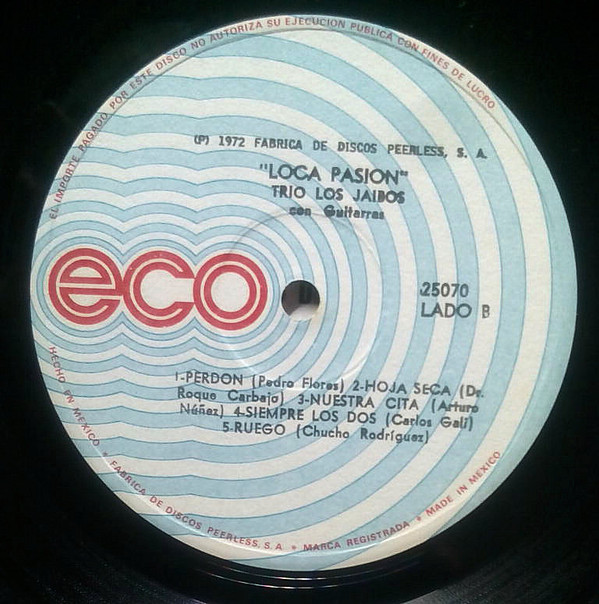 EL IMPORTE PAGADO POR ESTE DISCO NO AUTORIZA SU EJECUCION PUBLICA CON FINES DE LUCRO
(P) 1972 FABRICA DE DISCOS PEERLESS, S. A.
"LOCA PASION"
TRIO LOS JAIBOS
con Guitarras
eco
25070
LADO B
1-PERDON (Pedro Flores) 2-HOJA SECA (Dr.
Roque Carbajo) 3-NUESTRA CITA (Arturo
Núñez) 4-SIEMPRE LOS DOS (Carlos Galí)
5-RUEGO (Chucho Rodríguez)
HECHO EN MEXICO * FABRICA DE DISCOS PEERLESS, S.A * MARCA REGISTRADA * MADE IN MEXICO